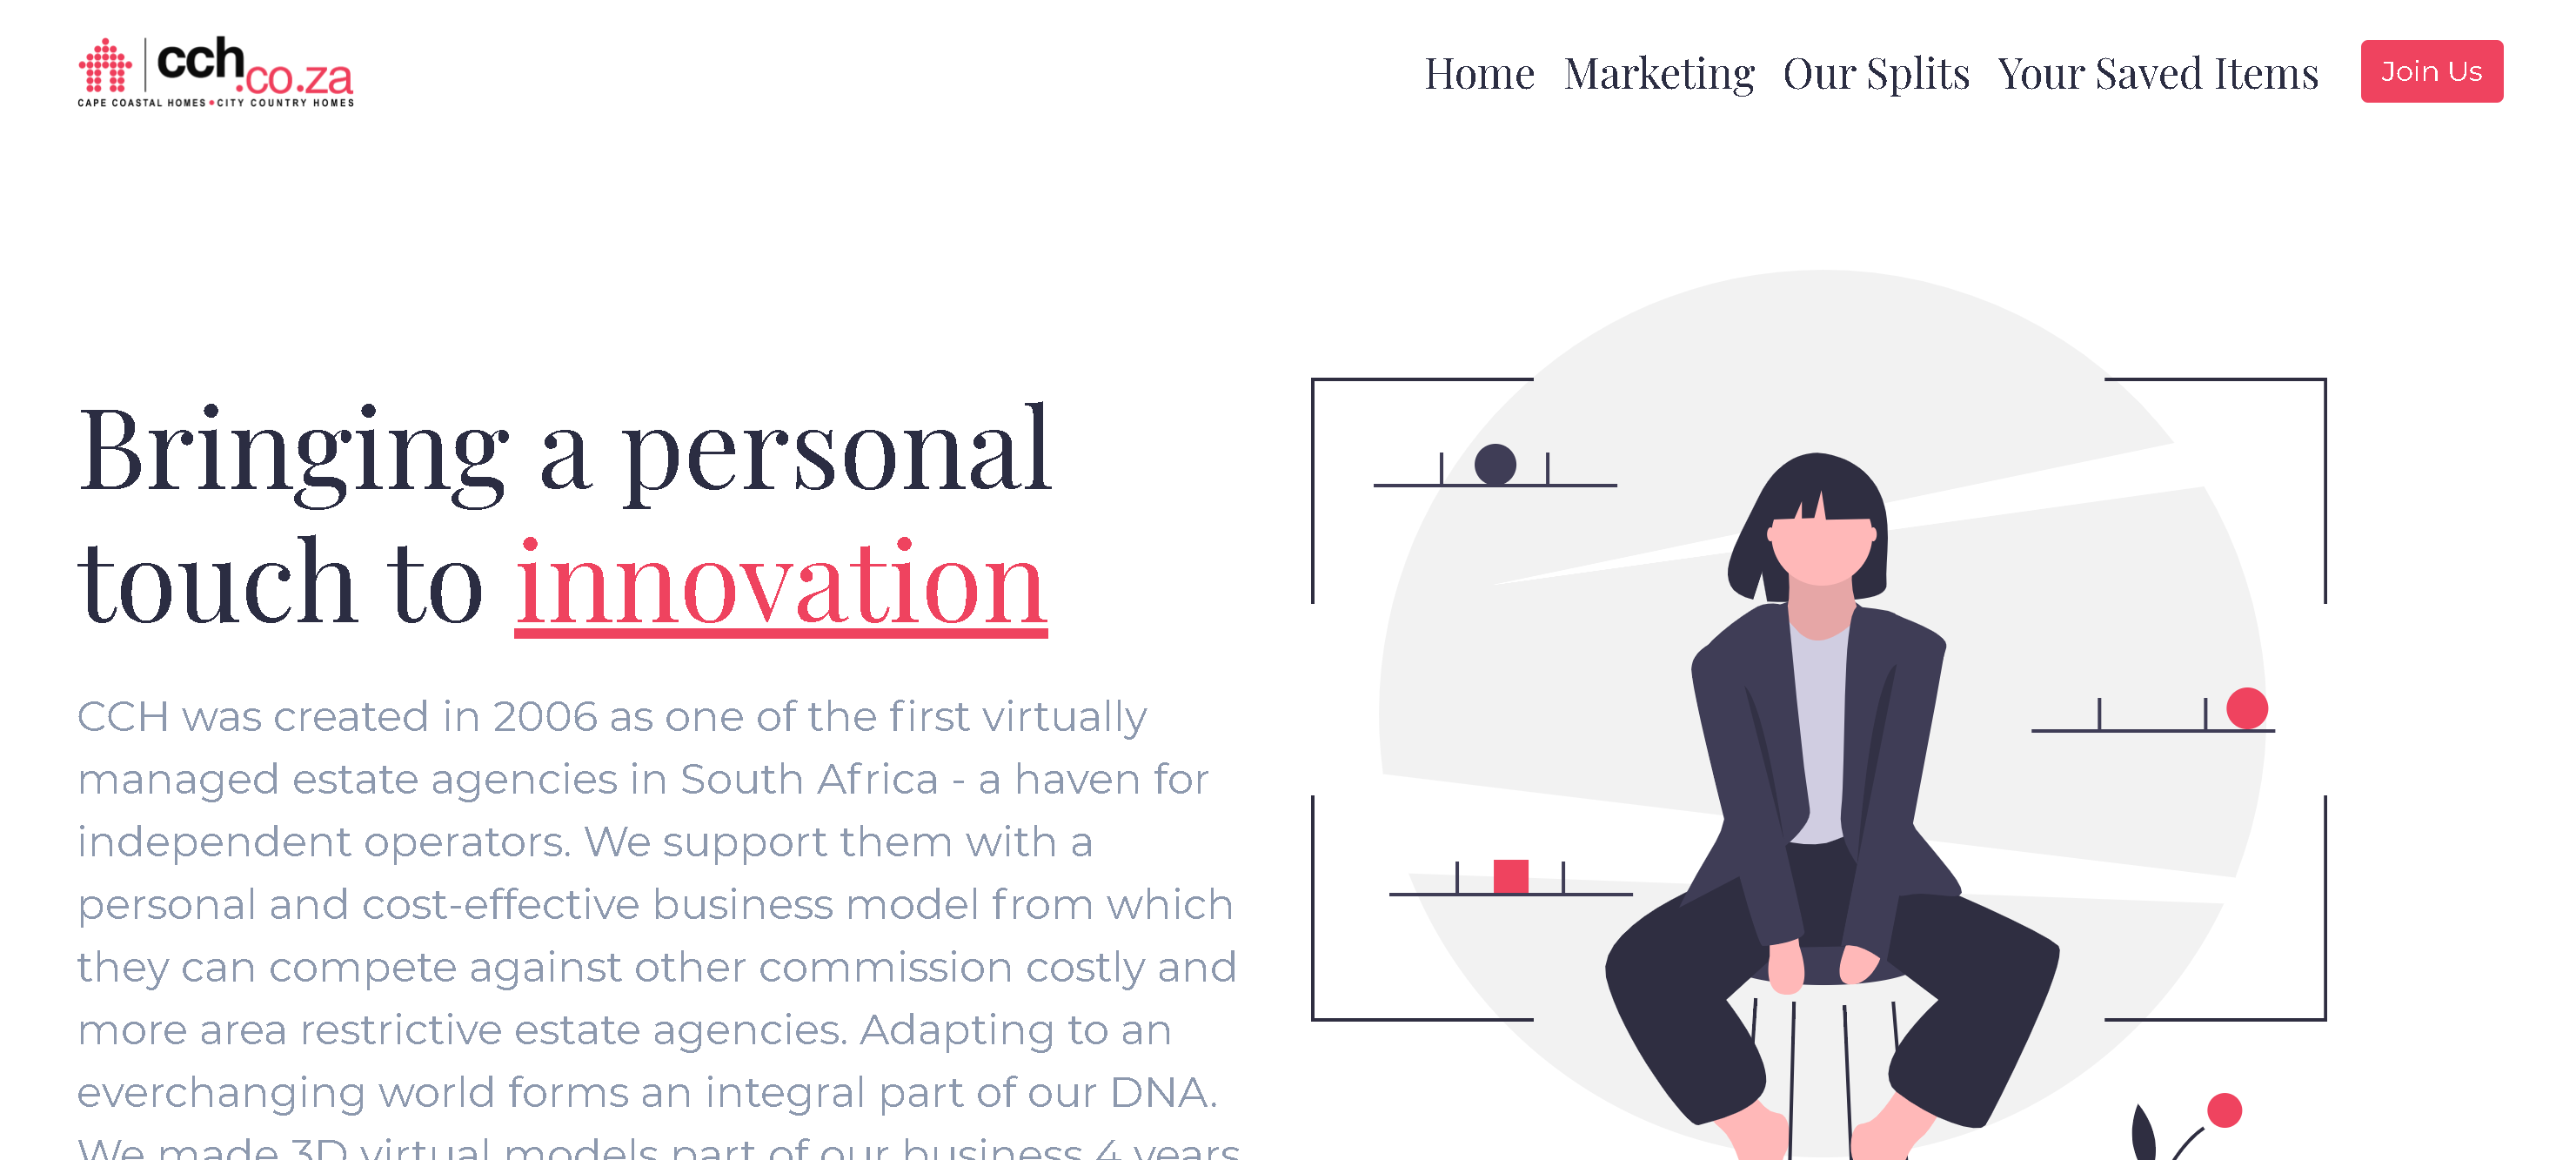 cch.co.za
CAPE COASTAL HOMES•CITY COUNTRY HOMES
Home Marketing Our Splits Your Saved Items Join Us
Bringing a personal
touch to innovation
CCH was created in 2006 as one of the first virtually
managed estate agencies in South Africa - a haven for
independent operators. We support them with a
personal and cost-effective business model from which
they can compete against other commission costly and
more area restrictive estate agencies. Adapting to an
everchanging world forms an integral part of our DNA.
We made 3D virtual models part of our business 4 years